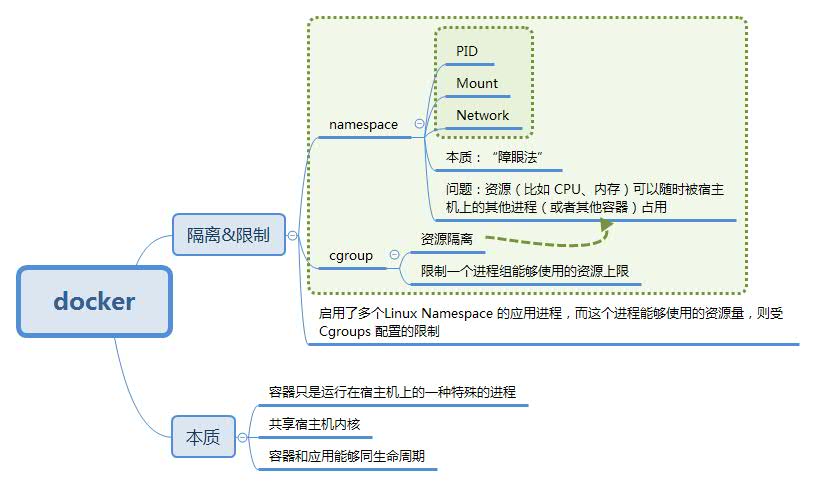 docker
隔离&限制
namespace
PID
Mount
Network
本质：“障眼法”
问题：资源（比如 CPU、内存）可以随时被宿主
机上的其他进程（或者其他容器）占用
cgroup
资源隔离
限制一个进程组能够使用的资源上限
启用了多个Linux Namespace 的应用进程，而这个进程能够使用的资源量，则受
Cgroups 配置的限制
本质
容器只是运行在宿主机上的一种特殊的进程
共享宿主机内核
容器和应用能够同生命周期